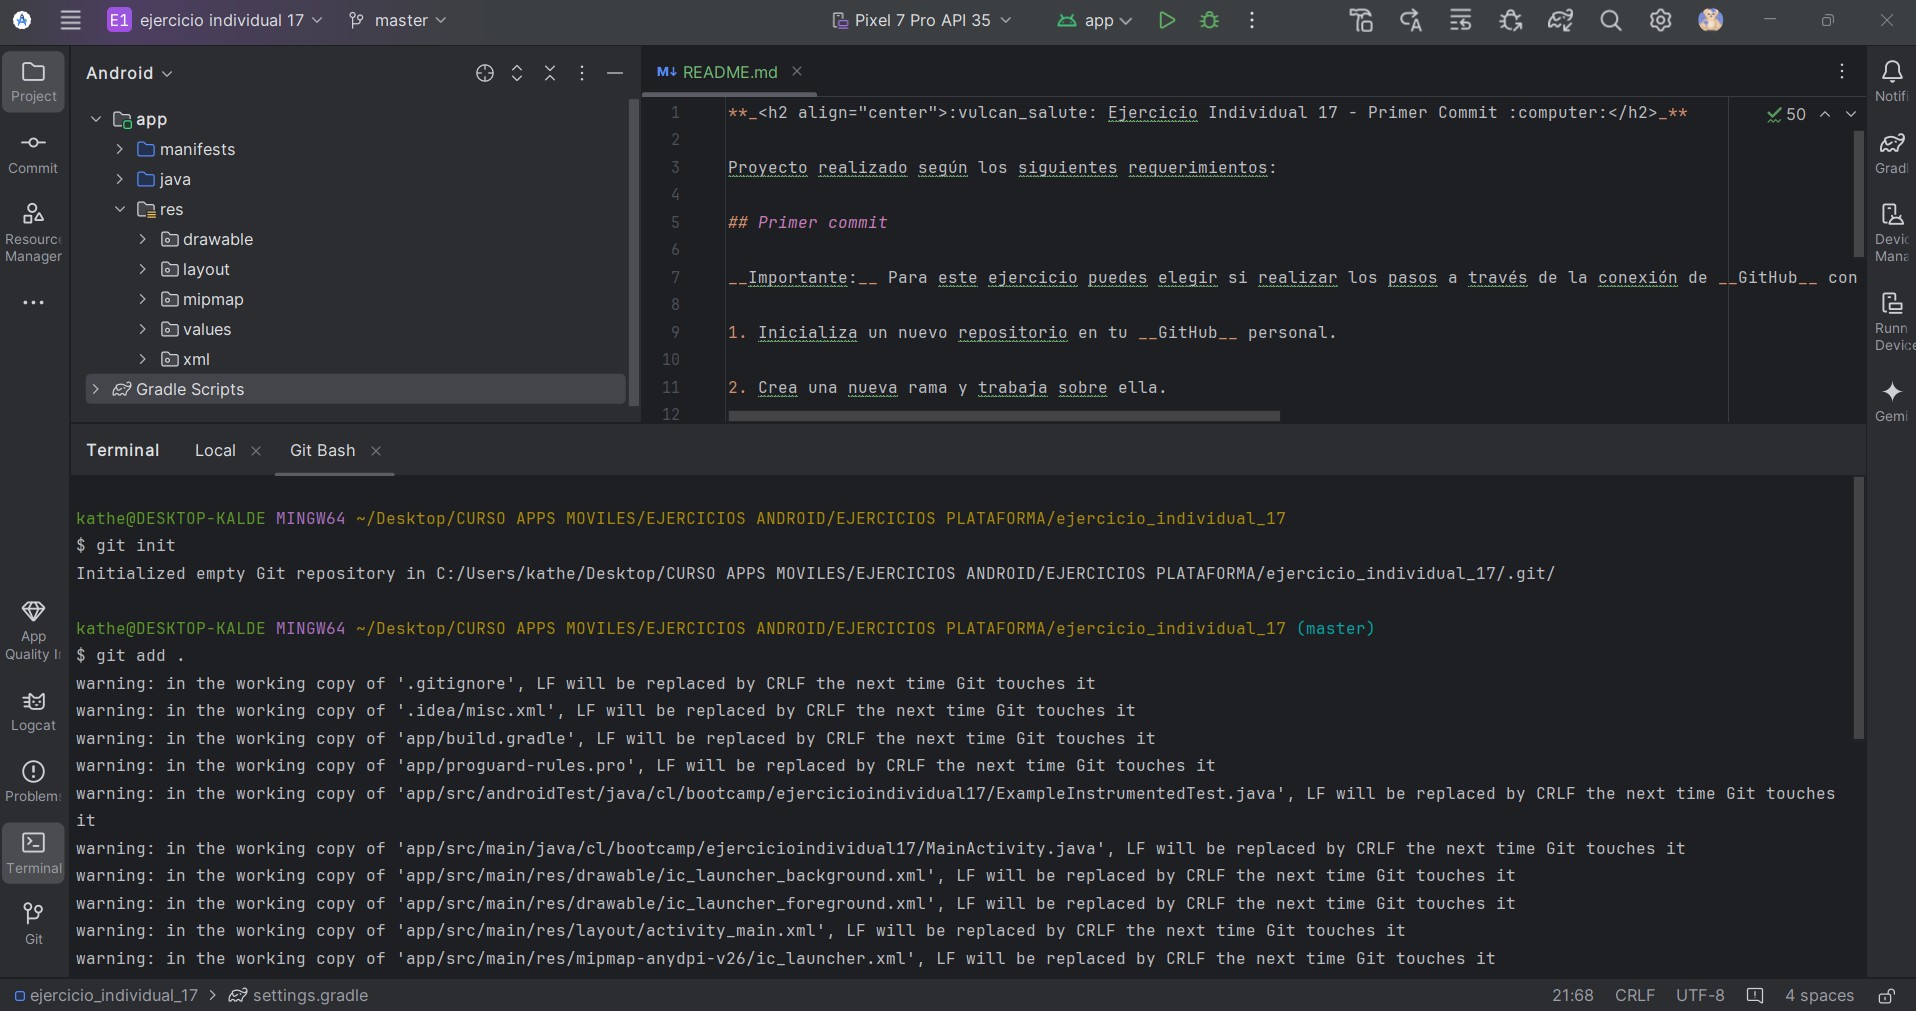 E1 ejercicio individual 17 master Pixel 7 Pro API 35 app
Project
Commit
Resourc
Manager
App
Quality I
Logcat
Problem
Terminal
Git
Android
app
manifests
java
res
drawable
layout
mipmap
values
xml
Gradle Scripts
M↓ README.md
50
1 **_<h2 align="center">:vulcan_salute: Ejercicio Individual 17 - Primer Commit :computer:</h2>_**
2
3 Proyecto realizado según los siguientes requerimientos:
4
5 ## Primer commit
6
7 __Importante:__ Para este ejercicio puedes elegir si realizar los pasos a través de la conexión de __GitHub__ con
8
9 1. Inicializa un nuevo repositorio en tu __GitHub__ personal.
10
11 2. Crea una nueva rama y trabaja sobre ella.
12
Notifi
Gradl
Devic
Mana
Runn
Device
Gemi
Terminal Local Git Bash
kathe@DESKTOP-KALDE MINGW64 ~/Desktop/CURSO APPS MOVILES/EJERCICIOS ANDROID/EJERCICIOS PLATAFORMA/ejercicio_individual_17
$ git init
Initialized empty Git repository in C:/Users/kathe/Desktop/CURSO APPS MOVILES/EJERCICIOS ANDROID/EJERCICIOS PLATAFORMA/ejercicio_individual_17/.git/
kathe@DESKTOP-KALDE MINGW64 ~/Desktop/CURSO APPS MOVILES/EJERCICIOS ANDROID/EJERCICIOS PLATAFORMA/ejercicio_individual_17 (master)
$ git add .
warning: in the working copy of '.gitignore', LF will be replaced by CRLF the next time Git touches it
warning: in the working copy of '.idea/misc.xml', LF will be replaced by CRLF the next time Git touches it
warning: in the working copy of 'app/build.gradle', LF will be replaced by CRLF the next time Git touches it
warning: in the working copy of 'app/proguard-rules.pro', LF will be replaced by CRLF the next time Git touches it
warning: in the working copy of 'app/src/androidTest/java/cl/bootcamp/ejercicioindividual17/ExampleInstrumentedTest.java', LF will be replaced by CRLF the next time Git touches
it
warning: in the working copy of 'app/src/main/java/cl/bootcamp/ejercicioindividual17/MainActivity.java', LF will be replaced by CRLF the next time Git touches it
warning: in the working copy of 'app/src/main/res/drawable/ic_launcher_background.xml', LF will be replaced by CRLF the next time Git touches it
warning: in the working copy of 'app/src/main/res/drawable/ic_launcher_foreground.xml', LF will be replaced by CRLF the next time Git touches it
warning: in the working copy of 'app/src/main/res/layout/activity_main.xml', LF will be replaced by CRLF the next time Git touches it
warning: in the working copy of 'app/src/main/res/mipmap-anydpi-v26/ic_launcher.xml', LF will be replaced by CRLF the next time Git touches it
ejercicio_individual_17 > settings.gradle 21:68 CRLF UTF-8 4 spaces